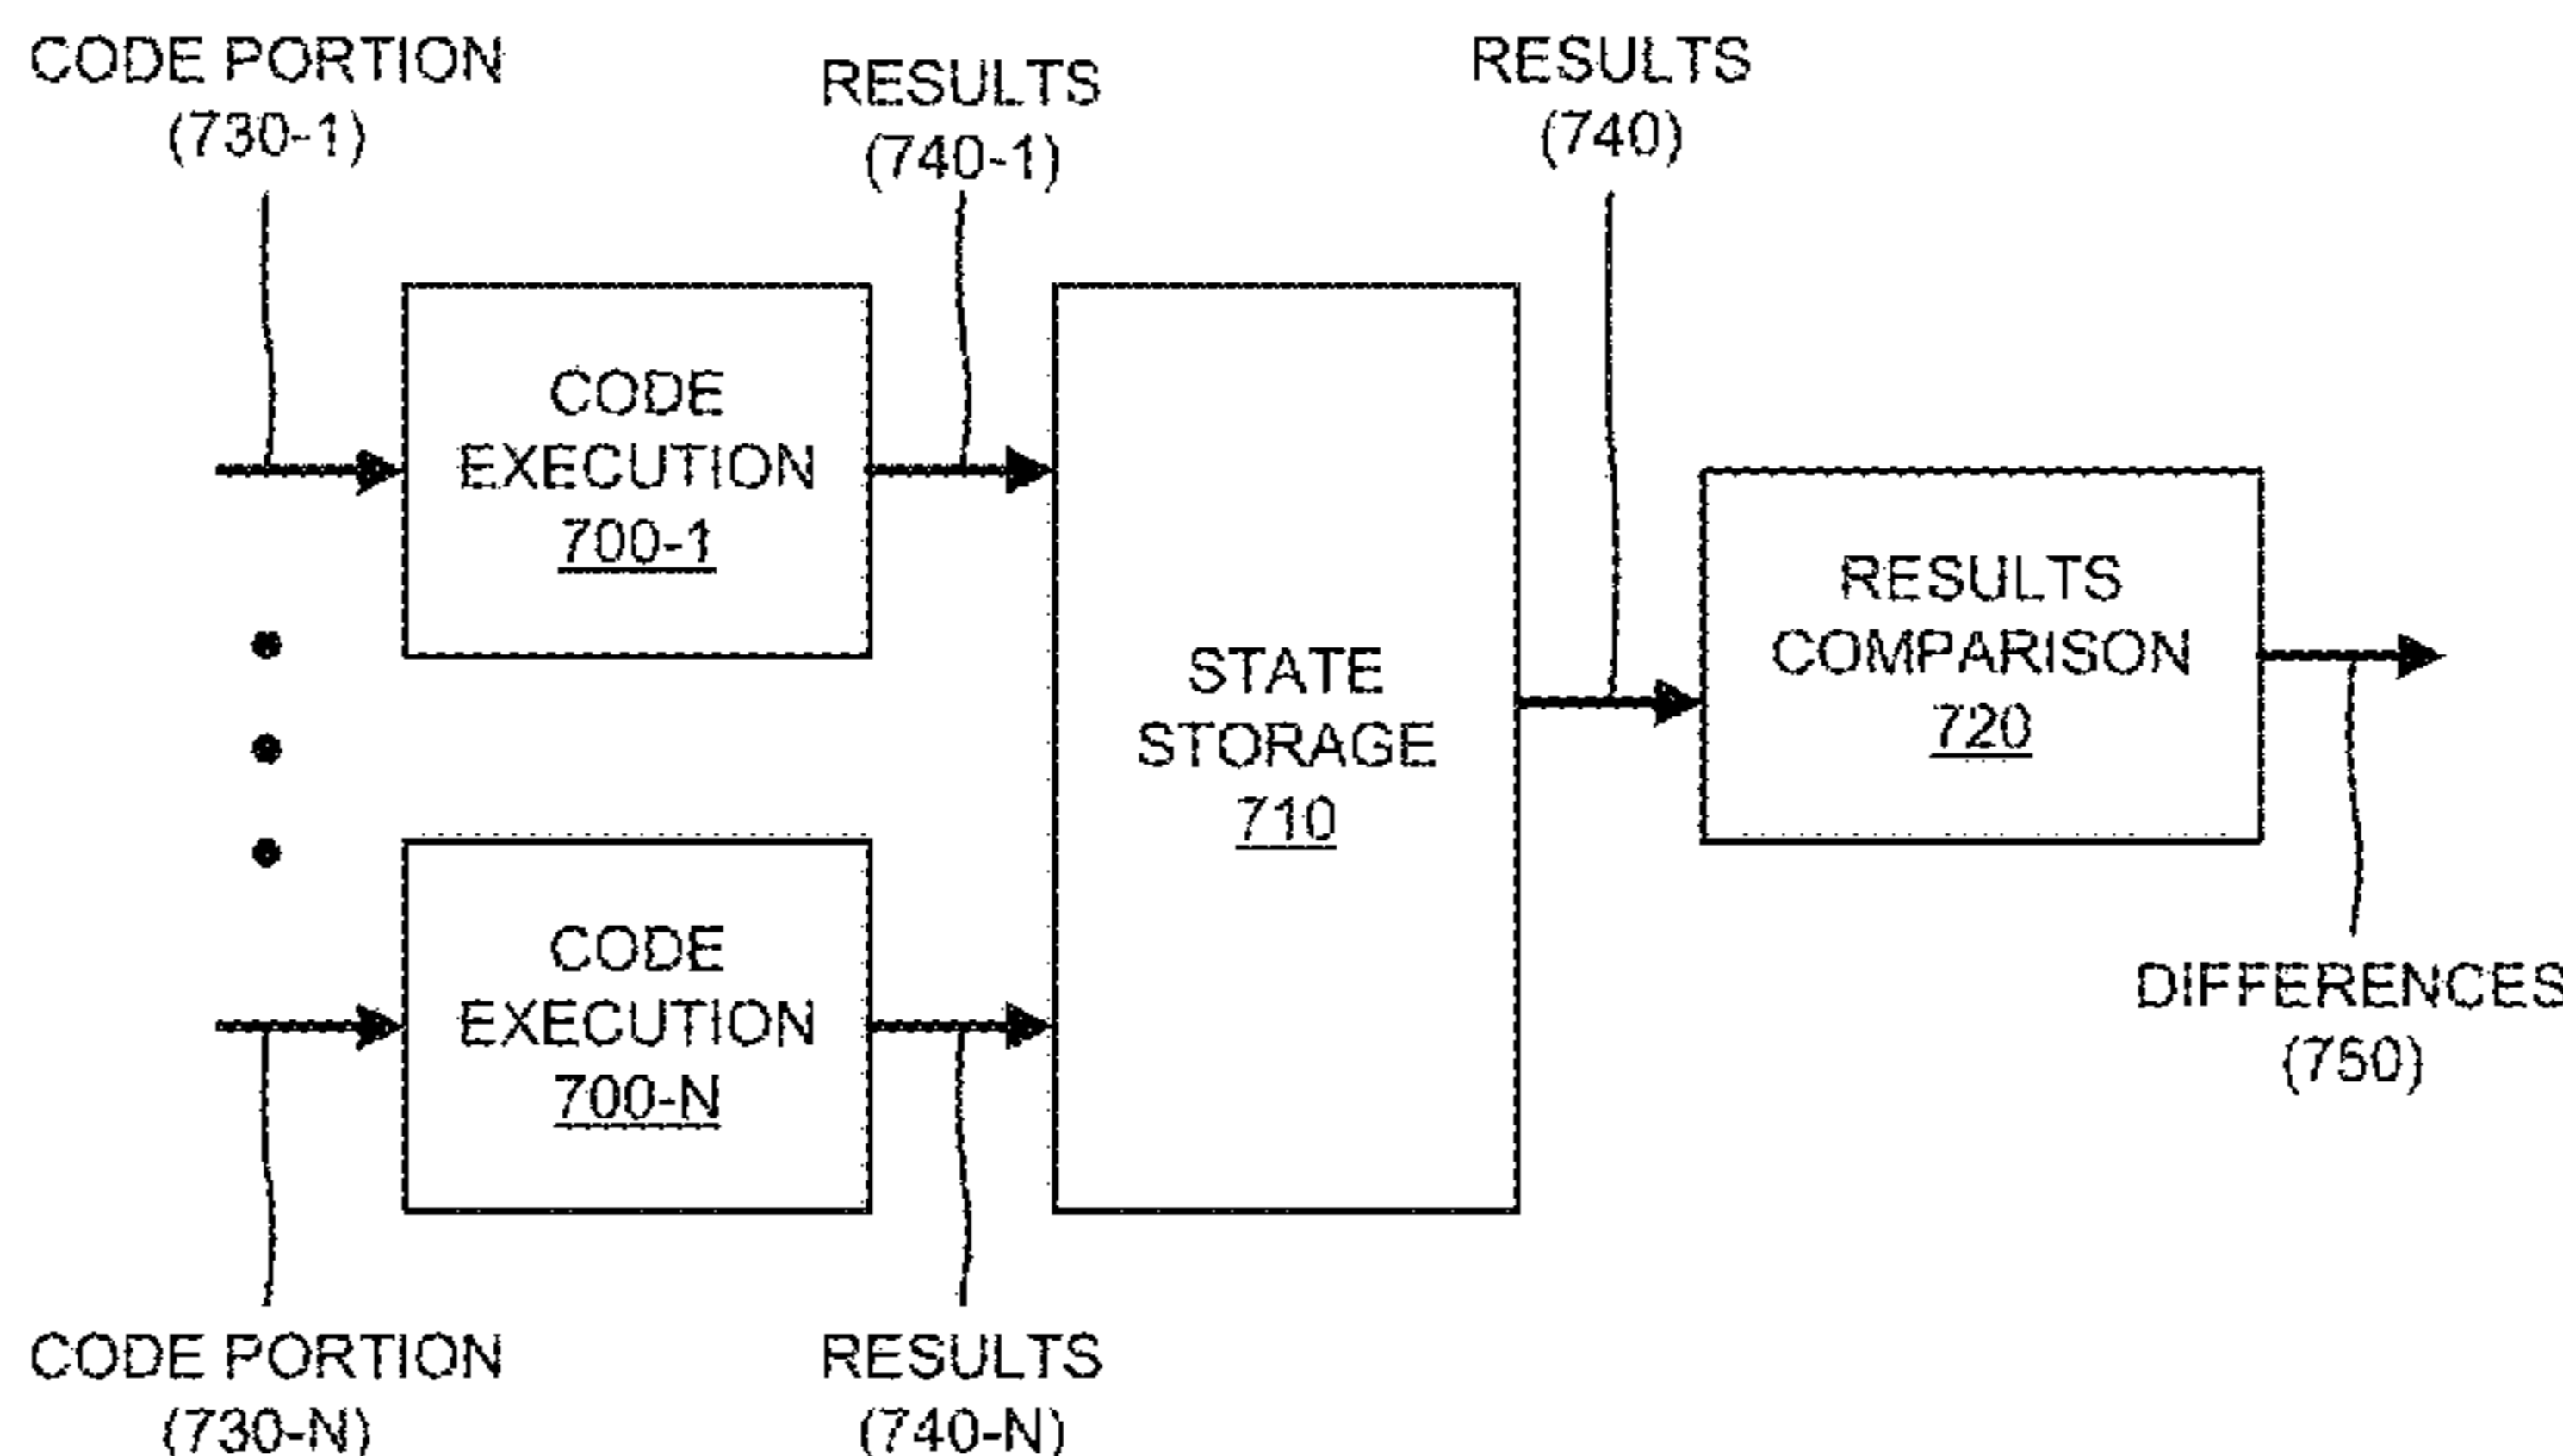 CODE PORTION
(730-1)
RESULTS
(740-1)
RESULTS
(740)
CODE
EXECUTION
700-1
STATE
STORAGE
710
RESULTS
COMPARISON
720
CODE
EXECUTION
700-N
DIFFERENCES
(750)
CODE PORTION
(730-N)
RESULTS
(740-N)